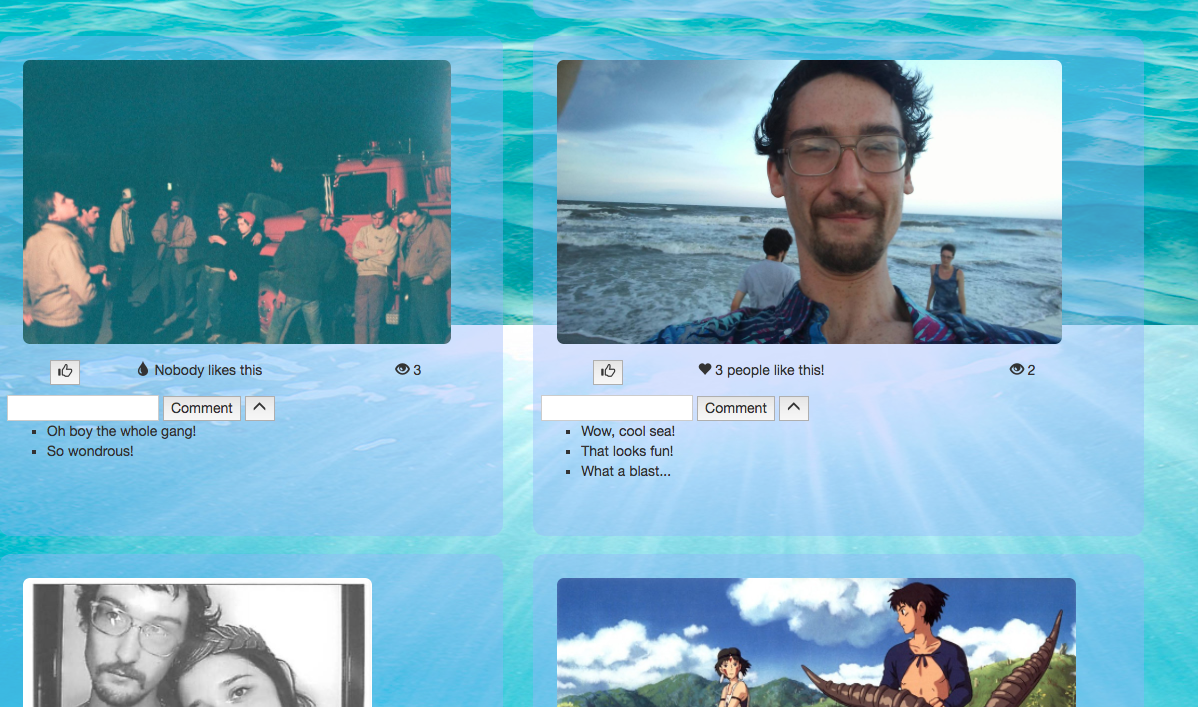 Nobody likes this
3
Comment
Oh boy the whole gang!
So wondrous!
3 people like this!
2
Comment
Wow, cool sea!
That looks fun!
What a blast...